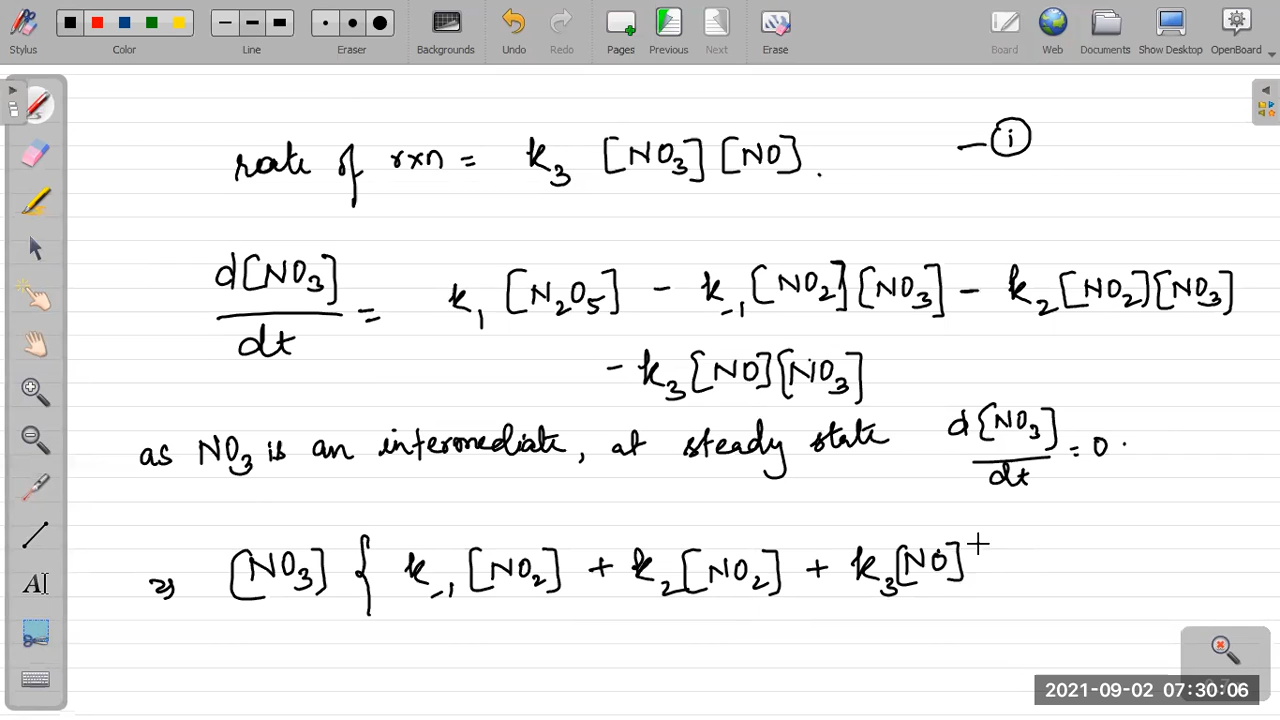 Stylus Color Line Eraser Backgrounds Undo Redo Pages Previous Next Erase Board Web Documents Show Desktop OpenBoard
rate of rxn = k₃ [NO₃][NO]. — ⓘ
d[NO₃]/dt = k₁ [N₂O₅] - k₋₁[NO₂][NO₃] - k₂[NO₂][NO₃]
- k₃[NO][NO₃]
as NO₃ is an intermediate, at steady state d[NO₃]/dt = 0.
⇒ [NO₃] { k₋₁ [NO₂] + k₂[NO₂] + k₃[NO]
2021-09-02 07:30:06